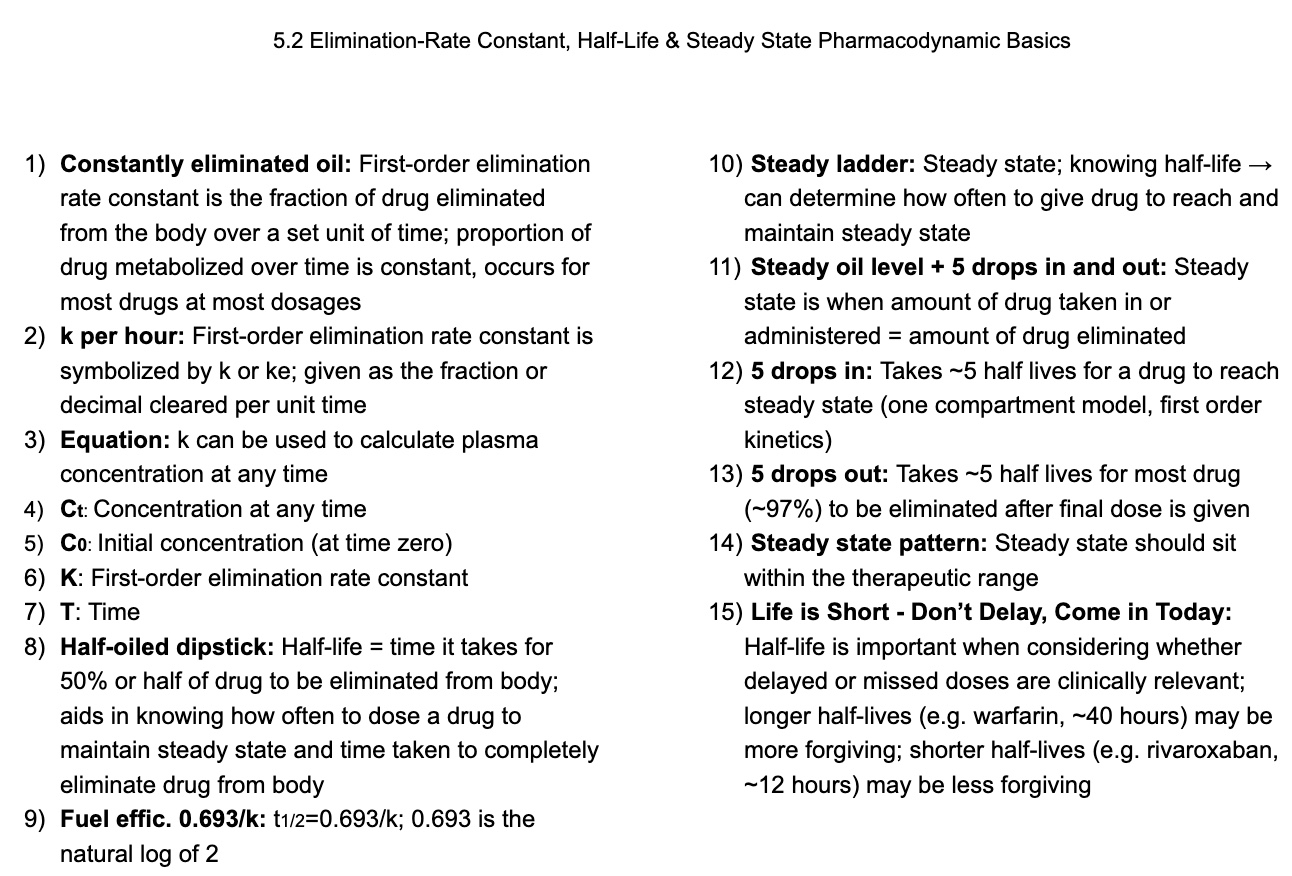 5.2 Elimination-Rate Constant, Half-Life & Steady State Pharmacodynamic Basics
1) Constantly eliminated oil: First-order elimination
rate constant is the fraction of drug eliminated
from the body over a set unit of time; proportion of
drug metabolized over time is constant, occurs for
most drugs at most dosages
2) k per hour: First-order elimination rate constant is
symbolized by k or ke; given as the fraction or
decimal cleared per unit time
3) Equation: k can be used to calculate plasma
concentration at any time
4) Ct: Concentration at any time
5) C0: Initial concentration (at time zero)
6) K: First-order elimination rate constant
7) T: Time
8) Half-oiled dipstick: Half-life = time it takes for
50% or half of drug to be eliminated from body;
aids in knowing how often to dose a drug to
maintain steady state and time taken to completely
eliminate drug from body
9) Fuel effic. 0.693/k: t1/2=0.693/k; 0.693 is the
natural log of 2
10) Steady ladder: Steady state; knowing half-life →
can determine how often to give drug to reach and
maintain steady state
11) Steady oil level + 5 drops in and out: Steady
state is when amount of drug taken in or
administered = amount of drug eliminated
12) 5 drops in: Takes ~5 half lives for a drug to reach
steady state (one compartment model, first order
kinetics)
13) 5 drops out: Takes ~5 half lives for most drug
(~97%) to be eliminated after final dose is given
14) Steady state pattern: Steady state should sit
within the therapeutic range
15) Life is Short - Don’t Delay, Come in Today:
Half-life is important when considering whether
delayed or missed doses are clinically relevant;
longer half-lives (e.g. warfarin, ~40 hours) may be
more forgiving; shorter half-lives (e.g. rivaroxaban,
~12 hours) may be less forgiving